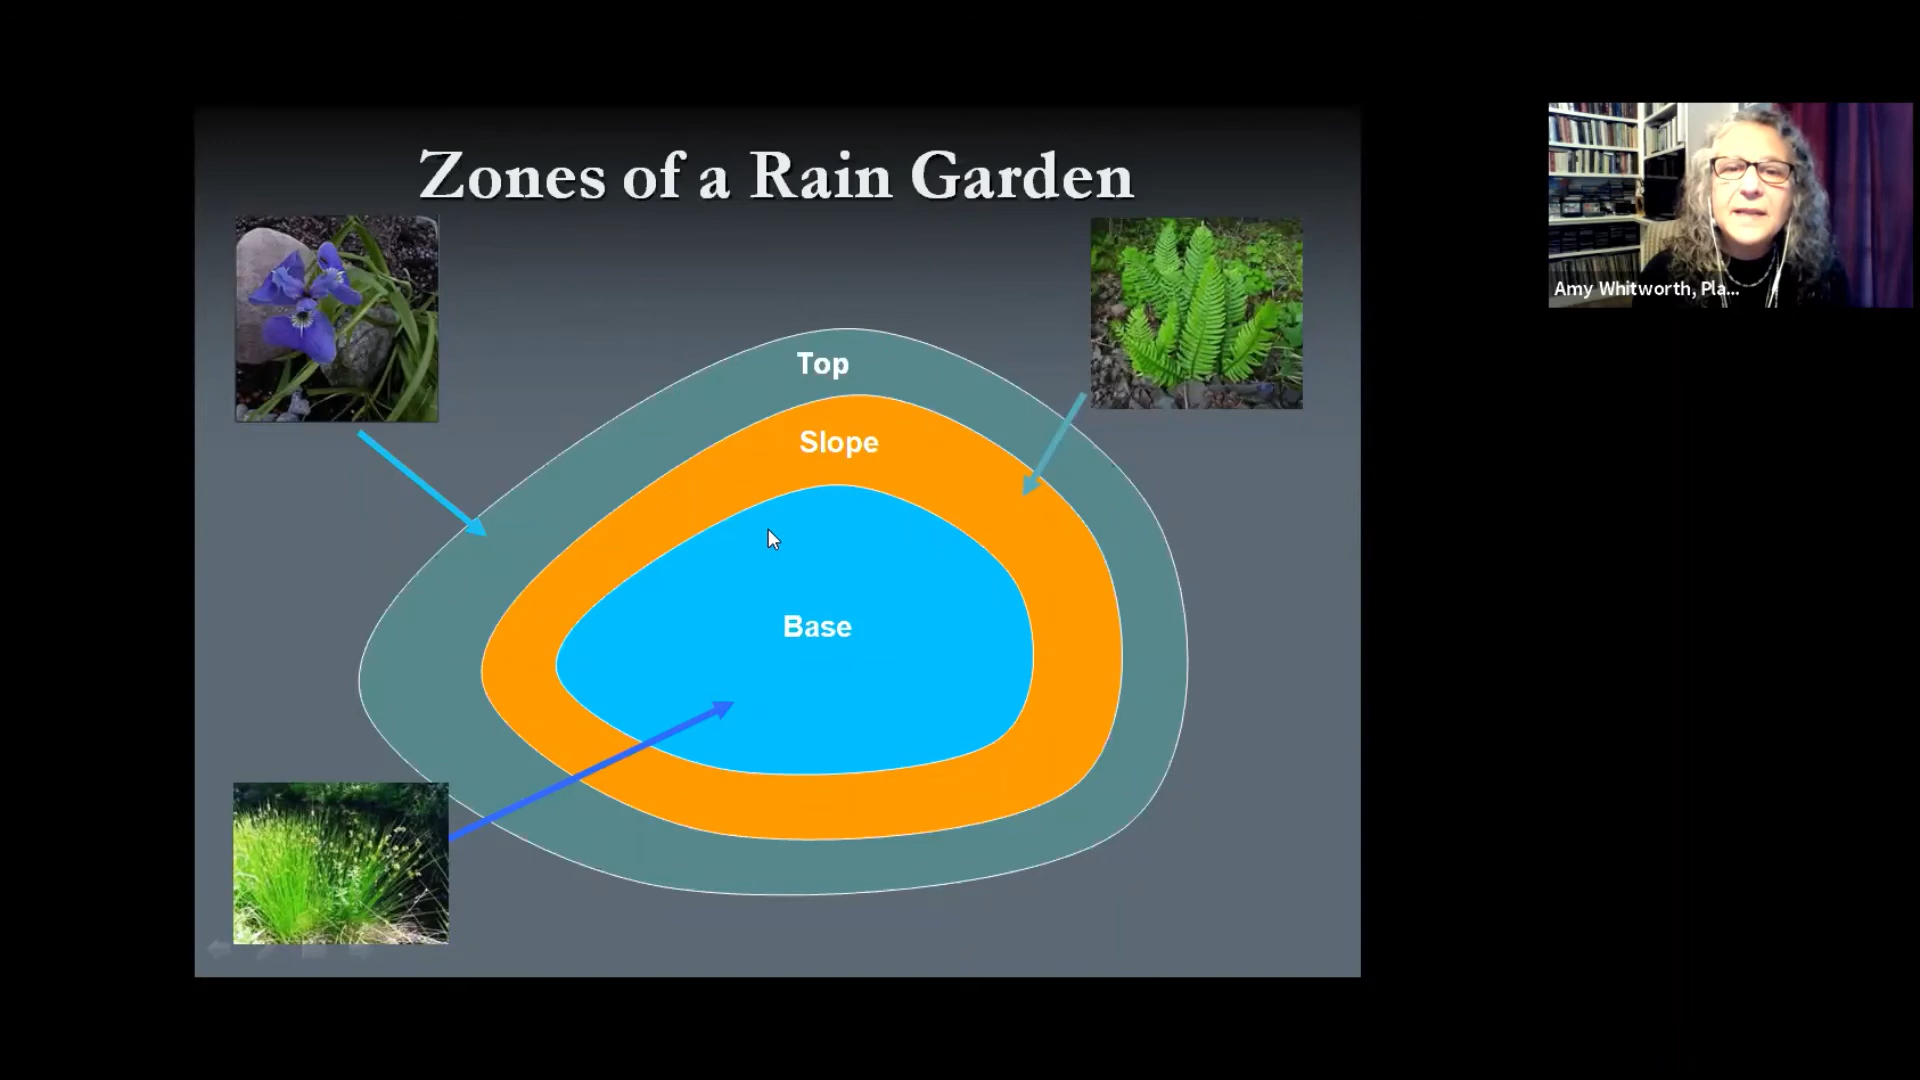 Zones of a Rain Garden
Top
Slope
Base
Amy Whitworth, Pla...